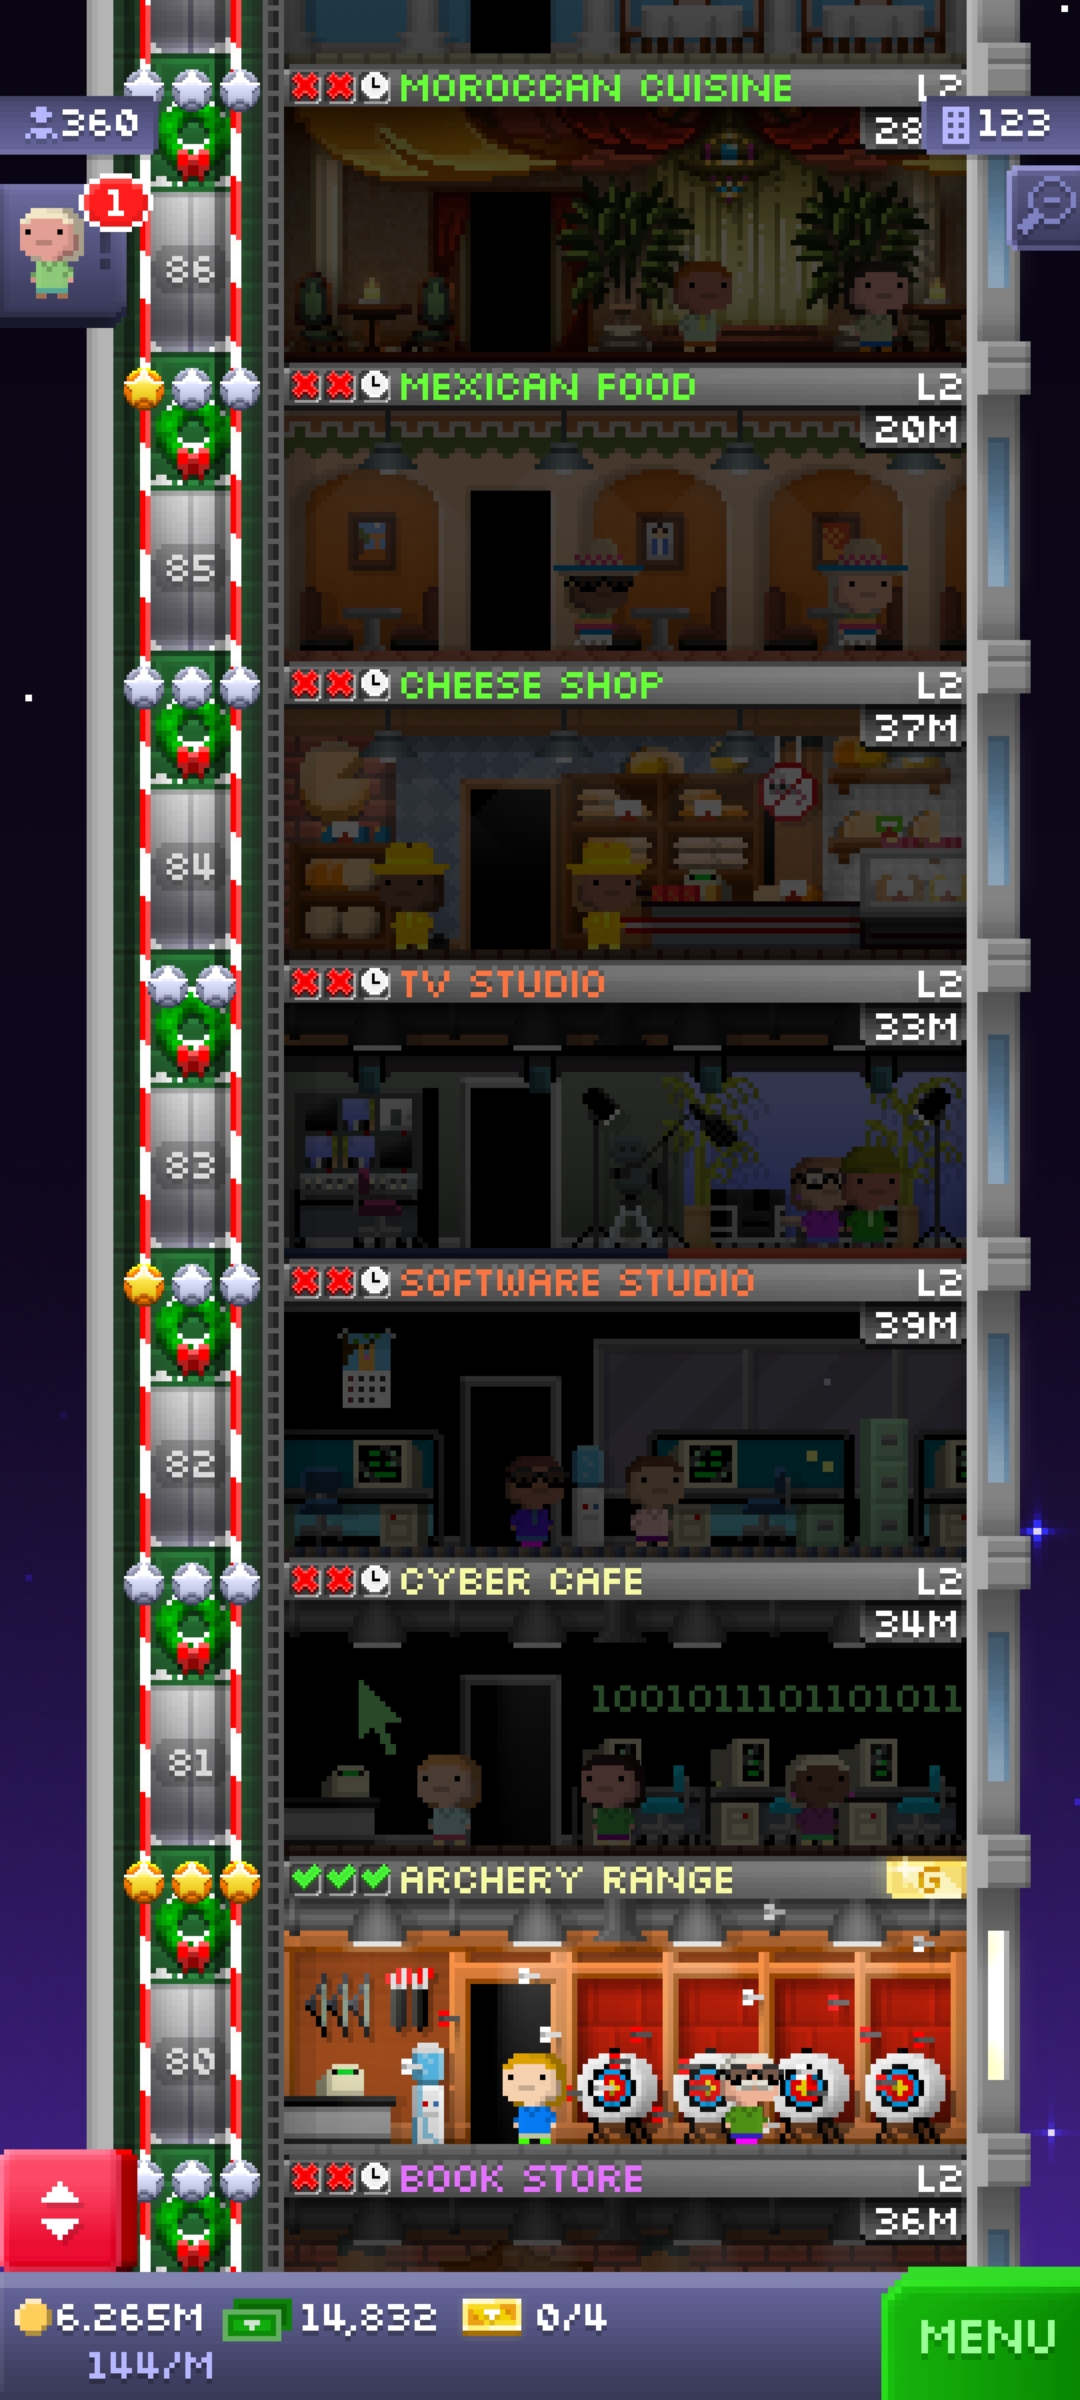 MOROCCAN CUISINE L2
360
28
123
1
86
MEXICAN FOOD L2
20M
85
CHEESE SHOP L2
37M
84
TV STUDIO L2
33M
83
SOFTWARE STUDIO L2
39M
82
CYBER CAFE L2
34M
1001011101101011
81
ARCHERY RANGE G
80
BOOK STORE L2
36M
6.265M 14,832 0/4
144/M
MENU